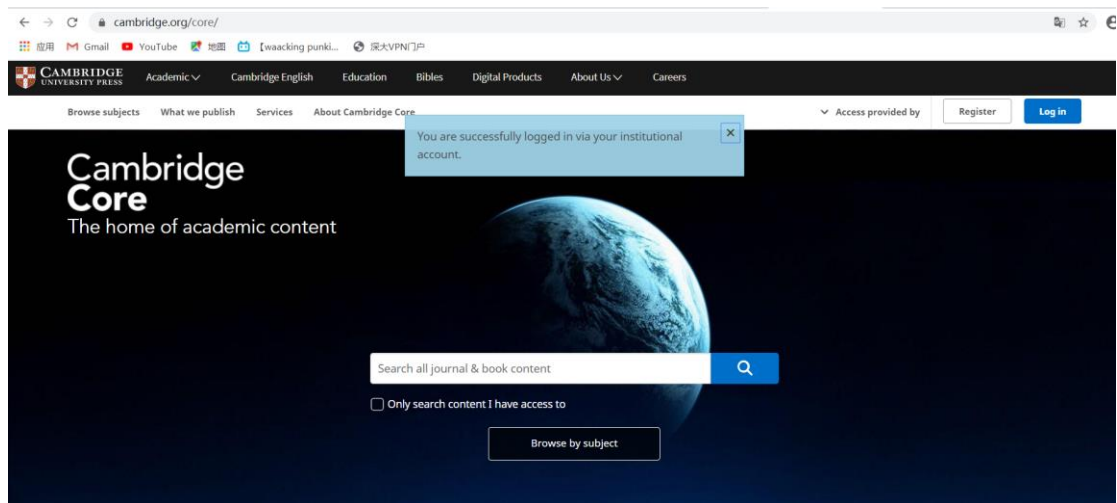 cambridge.org/core/
应用 Gmail YouTube 地图 【waacking punki... 深大VPN门户
CAMBRIDGE
UNIVERSITY PRESS
Academic Cambridge English Education Bibles Digital Products About Us Careers
Browse subjects What we publish Services About Cambridge Core Access provided by Register Log in
You are successfully logged in via your institutional
account.
Cambridge
Core
The home of academic content
Search all journal & book content
Only search content I have access to
Browse by subject